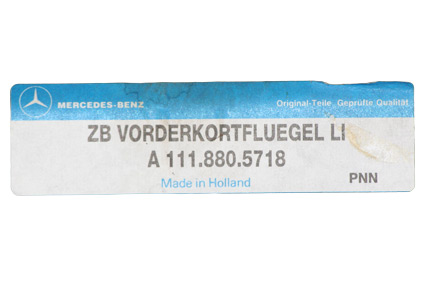 MERCEDES-BENZ Original-Teile, Geprüfte Qualität
ZB VORDERKORTFLUEGEL LI
A 111.880.5718
Made in Holland PNN